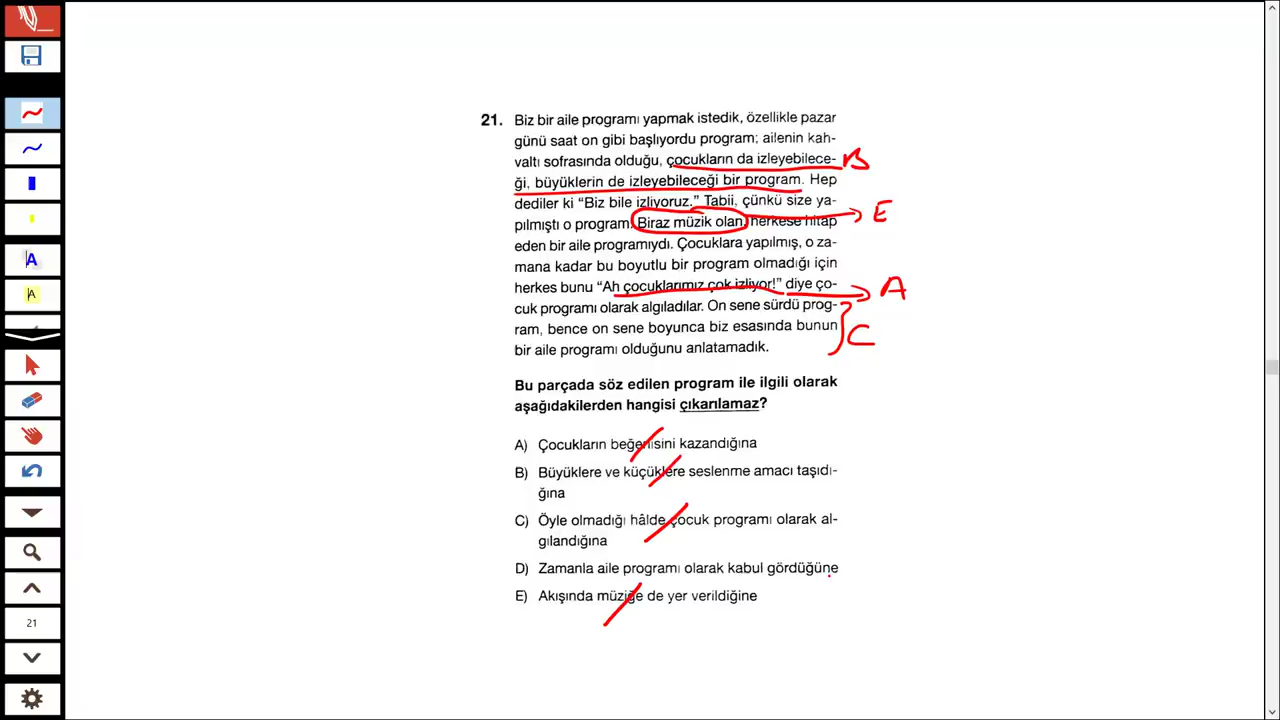 21. Biz bir aile programı yapmak istedik, özellikle pazar
günü saat on gibi başlıyordu program; ailenin kah-
valtı sofrasında olduğu, çocukların da izleyebilece-
ği, büyüklerin de izleyebileceği bir program. Hep
dediler ki “Biz bile izliyoruz.” Tabii, çünkü size ya-
pılmıştı o program. Biraz müzik olan, herkese hitap
eden bir aile programıydı. Çocuklara yapılmış, o za-
mana kadar bu boyutlu bir program olmadığı için
herkes bunu “Ah çocuklarımız çok izliyor!” diye ço-
cuk programı olarak algıladılar. On sene sürdü prog-
ram, bence on sene boyunca biz esasında bunun
bir aile programı olduğunu anlatamadık.
B
E
A
C
Bu parçada söz edilen program ile ilgili olarak
aşağıdakilerden hangisi çıkarılamaz?
A) Çocukların beğenisini kazandığına
B) Büyüklere ve küçüklere seslenme amacı taşıdı-
ğına
C) Öyle olmadığı hâlde çocuk programı olarak al-
gılandığına
D) Zamanla aile programı olarak kabul gördüğüne
E) Akışında müziğe de yer verildiğine
A
A
21